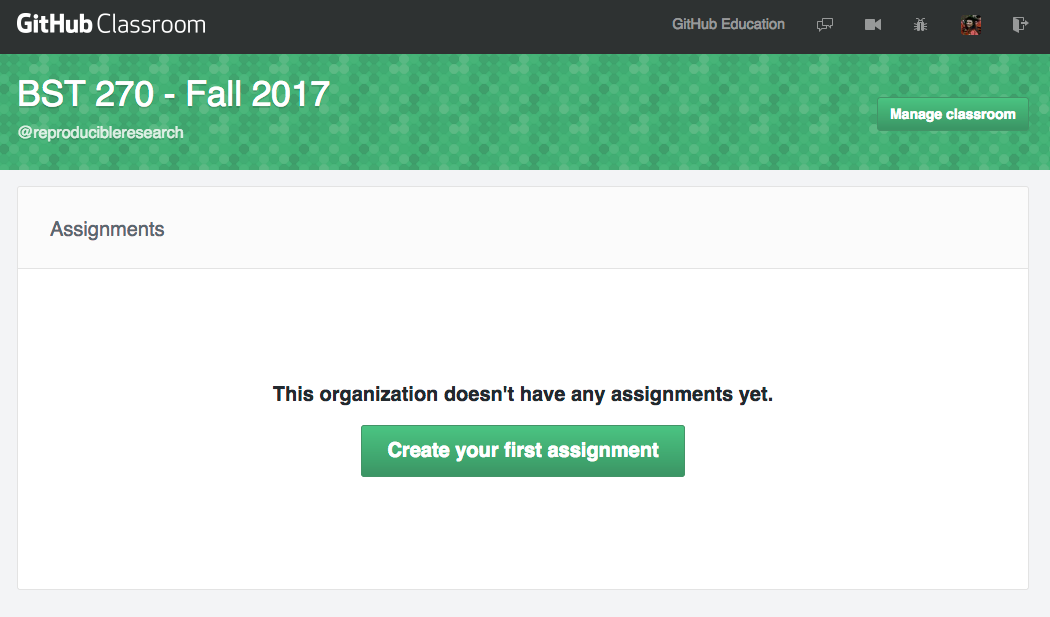 GitHub Classroom
GitHub Education
BST 270 - Fall 2017
@reproducibleresearch
Manage classroom
Assignments
This organization doesn't have any assignments yet.
Create your first assignment